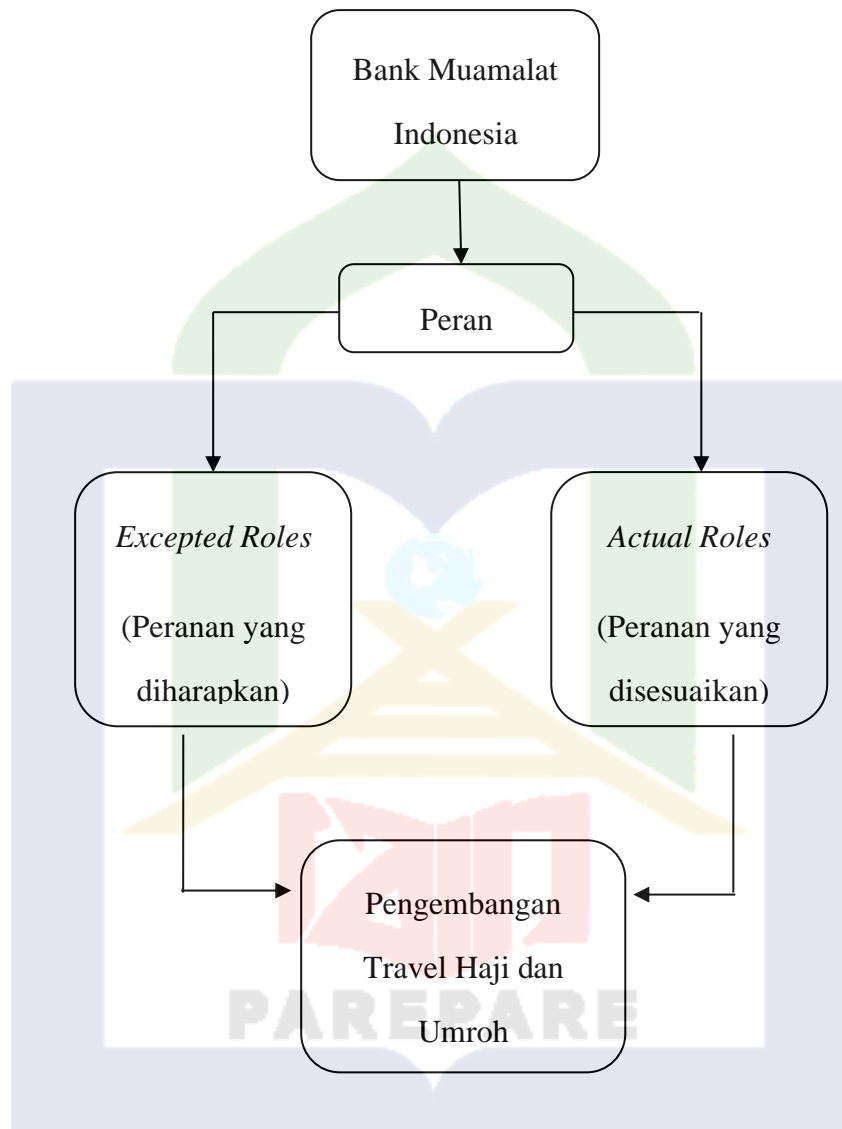 Bank Muamalat
Indonesia
Peran
Excepted Roles
(Peranan yang
diharapkan)
Actual Roles
(Peranan yang
disesuaikan)
Pengembangan
Travel Haji dan
Umroh
PAREPARE